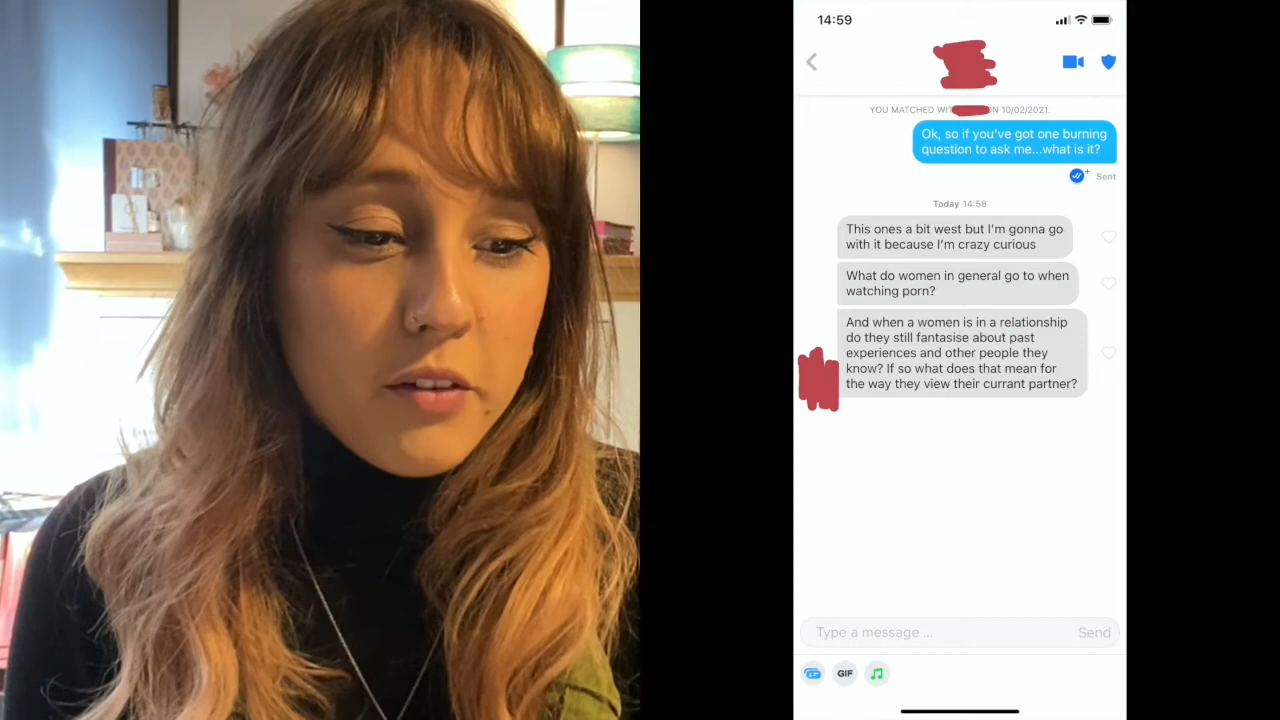 14:59
YOU MATCHED WIT ON 10/02/2021.
Ok, so if you've got one burning
question to ask me...what is it?
Sent
Today 14:58
This ones a bit west but I'm gonna go
with it because I'm crazy curious
What do women in general go to when
watching porn?
And when a women is in a relationship
do they still fantasise about past
experiences and other people they
know? If so what does that mean for
the way they view their currant partner?
Type a message ...
Send
GIF